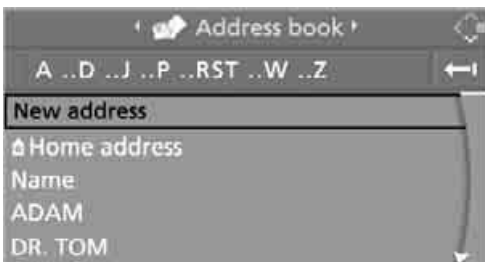 Address book
A ..D ..J ..P ..RST ..W ..Z
New address
Home address
Name
ADAM
DR. TOM